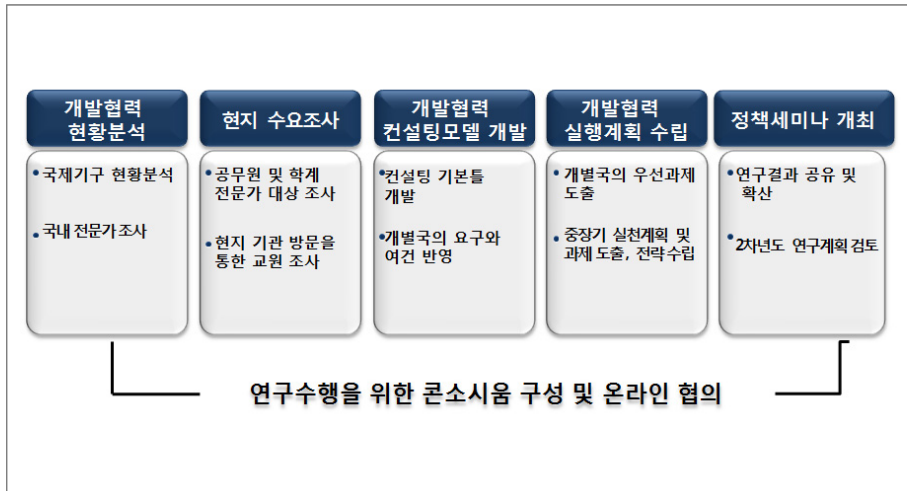 개발협력
현황분석
현지 수요조사
개발협력
컨설팅모델 개발
개발협력
실행계획 수립
정책세미나 개최
• 국제기구 현황분석
• 국내 전문가 조사
• 공무원 및 학계
전문가 대상 조사
• 현지 기관 방문을
통한 교원 조사
• 컨설팅 기본틀
개발
• 개별국의 요구와
여건 반영
• 개별국의 우선과제
도출
• 중장기 실천계획 및
과제 도출, 전략 수립
• 연구결과 공유 및
확산
• 2차년도 연구계획 검토
연구수행을 위한 콘소시움 구성 및 온라인 협의